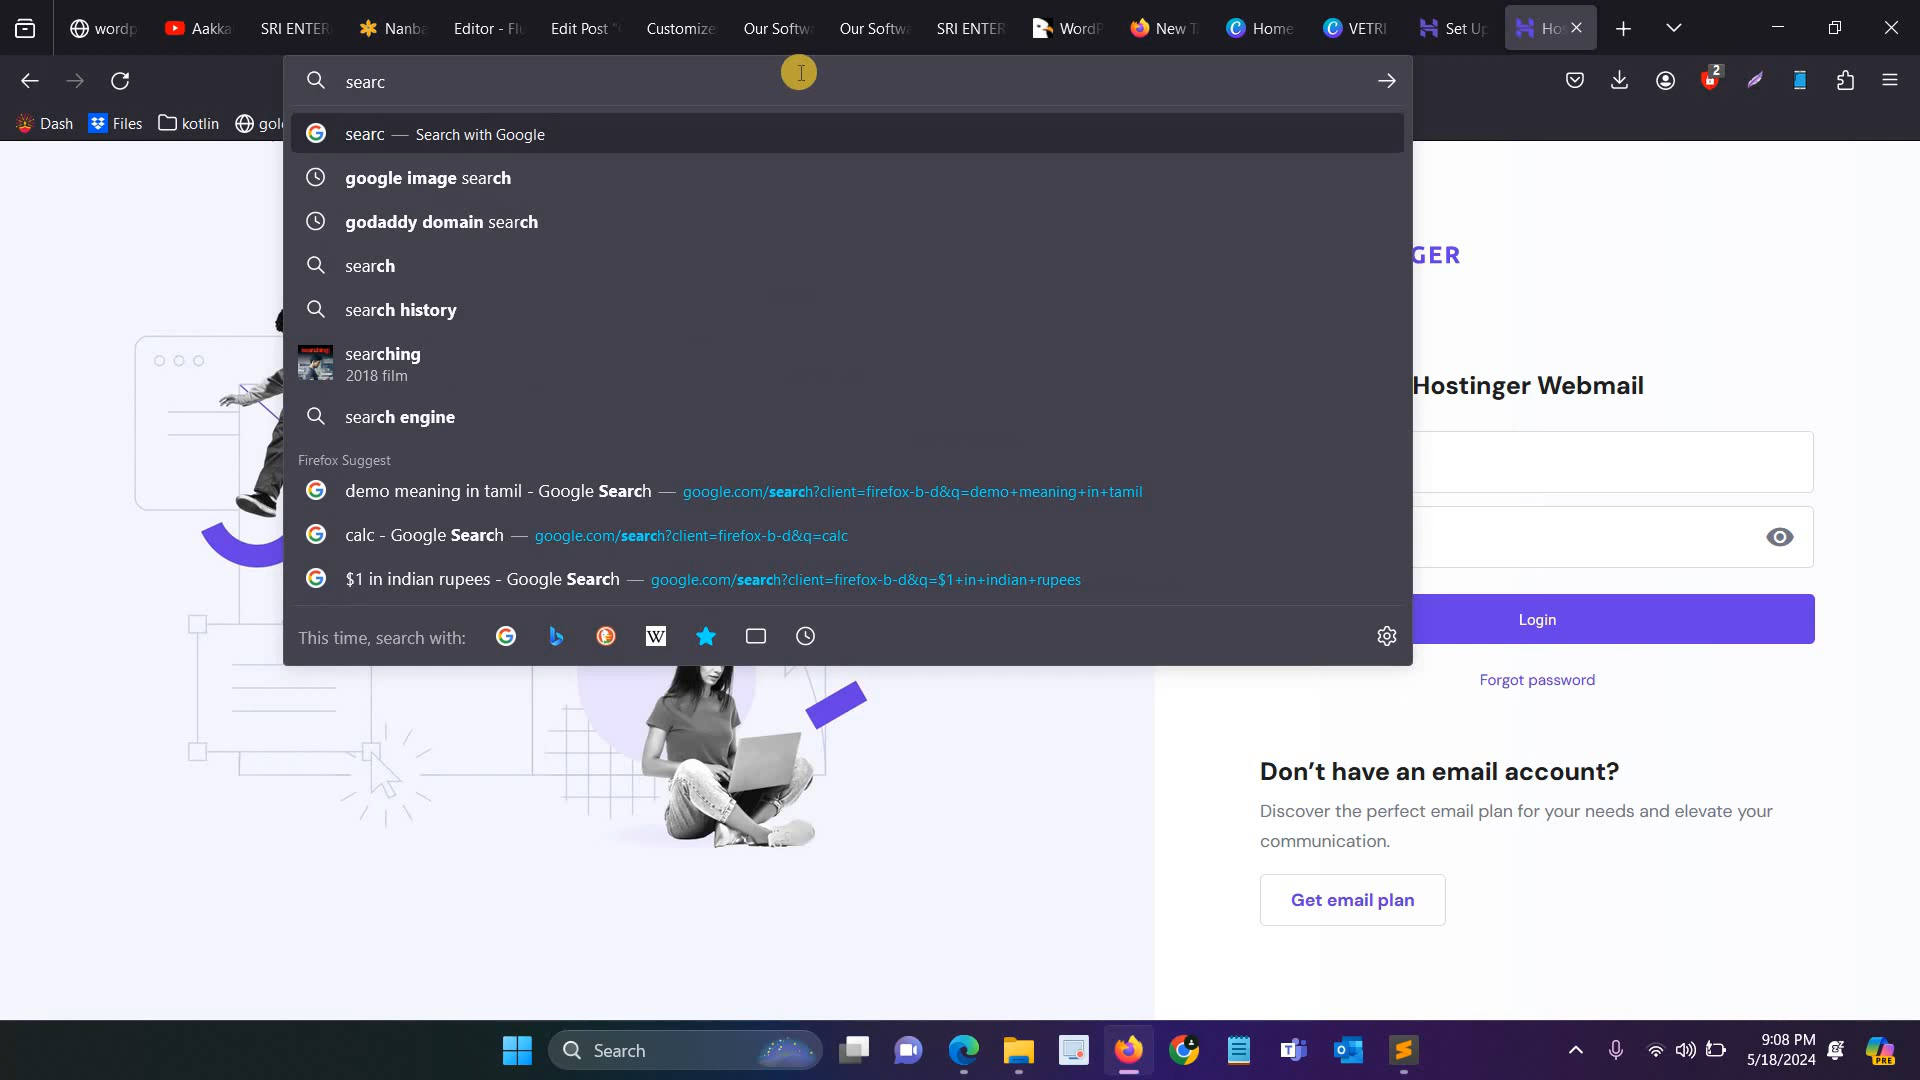 wordp
Aakka
SRI ENTER
Nanba
Editor - Flu
Edit Post "
Customize
Our Softw
Our Softwa
SRI ENTER
WordP
New T
Home
VETRI
Set Up
Hos
searc
2
Dash
Files
kotlin
gol
searc — Search with Google
google image search
godaddy domain search
search
search history
searching
2018 film
search engine
Firefox Suggest
demo meaning in tamil - Google Search — google.com/search?client=firefox-b-d&q=demo+meaning+in+tamil
calc - Google Search — google.com/search?client=firefox-b-d&q=calc
$1 in indian rupees - Google Search — google.com/search?client=firefox-b-d&q=$1+in+indian+rupees
This time, search with:
W
GER
Hostinger Webmail
Login
Forgot password
Don’t have an email account?
Discover the perfect email plan for your needs and elevate your
communication.
Get email plan
Search
9:08 PM
5/18/2024
PRE